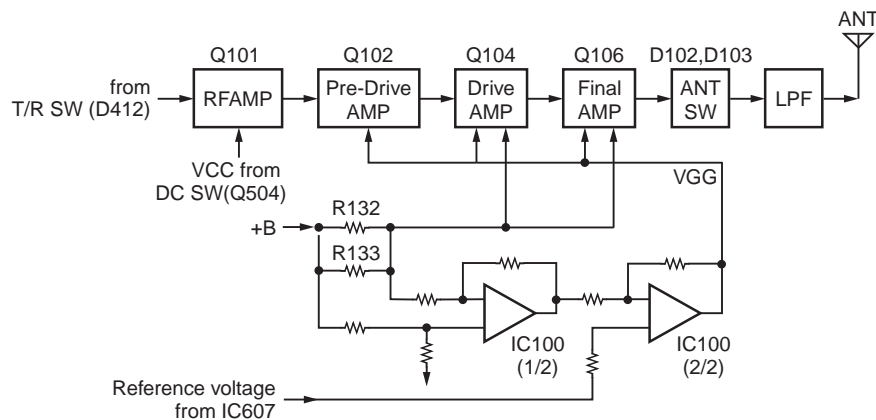 ANT
Q101 Q102 Q104 Q106 D102,D103
from
T/R SW (D412)
RFAMP
Pre-Drive
AMP
Drive
AMP
Final
AMP
ANT
SW
LPF
VCC from
DC SW(Q504)
VGG
R132
+B
R133
IC100
(1/2)
IC100
(2/2)
Reference voltage
from IC607